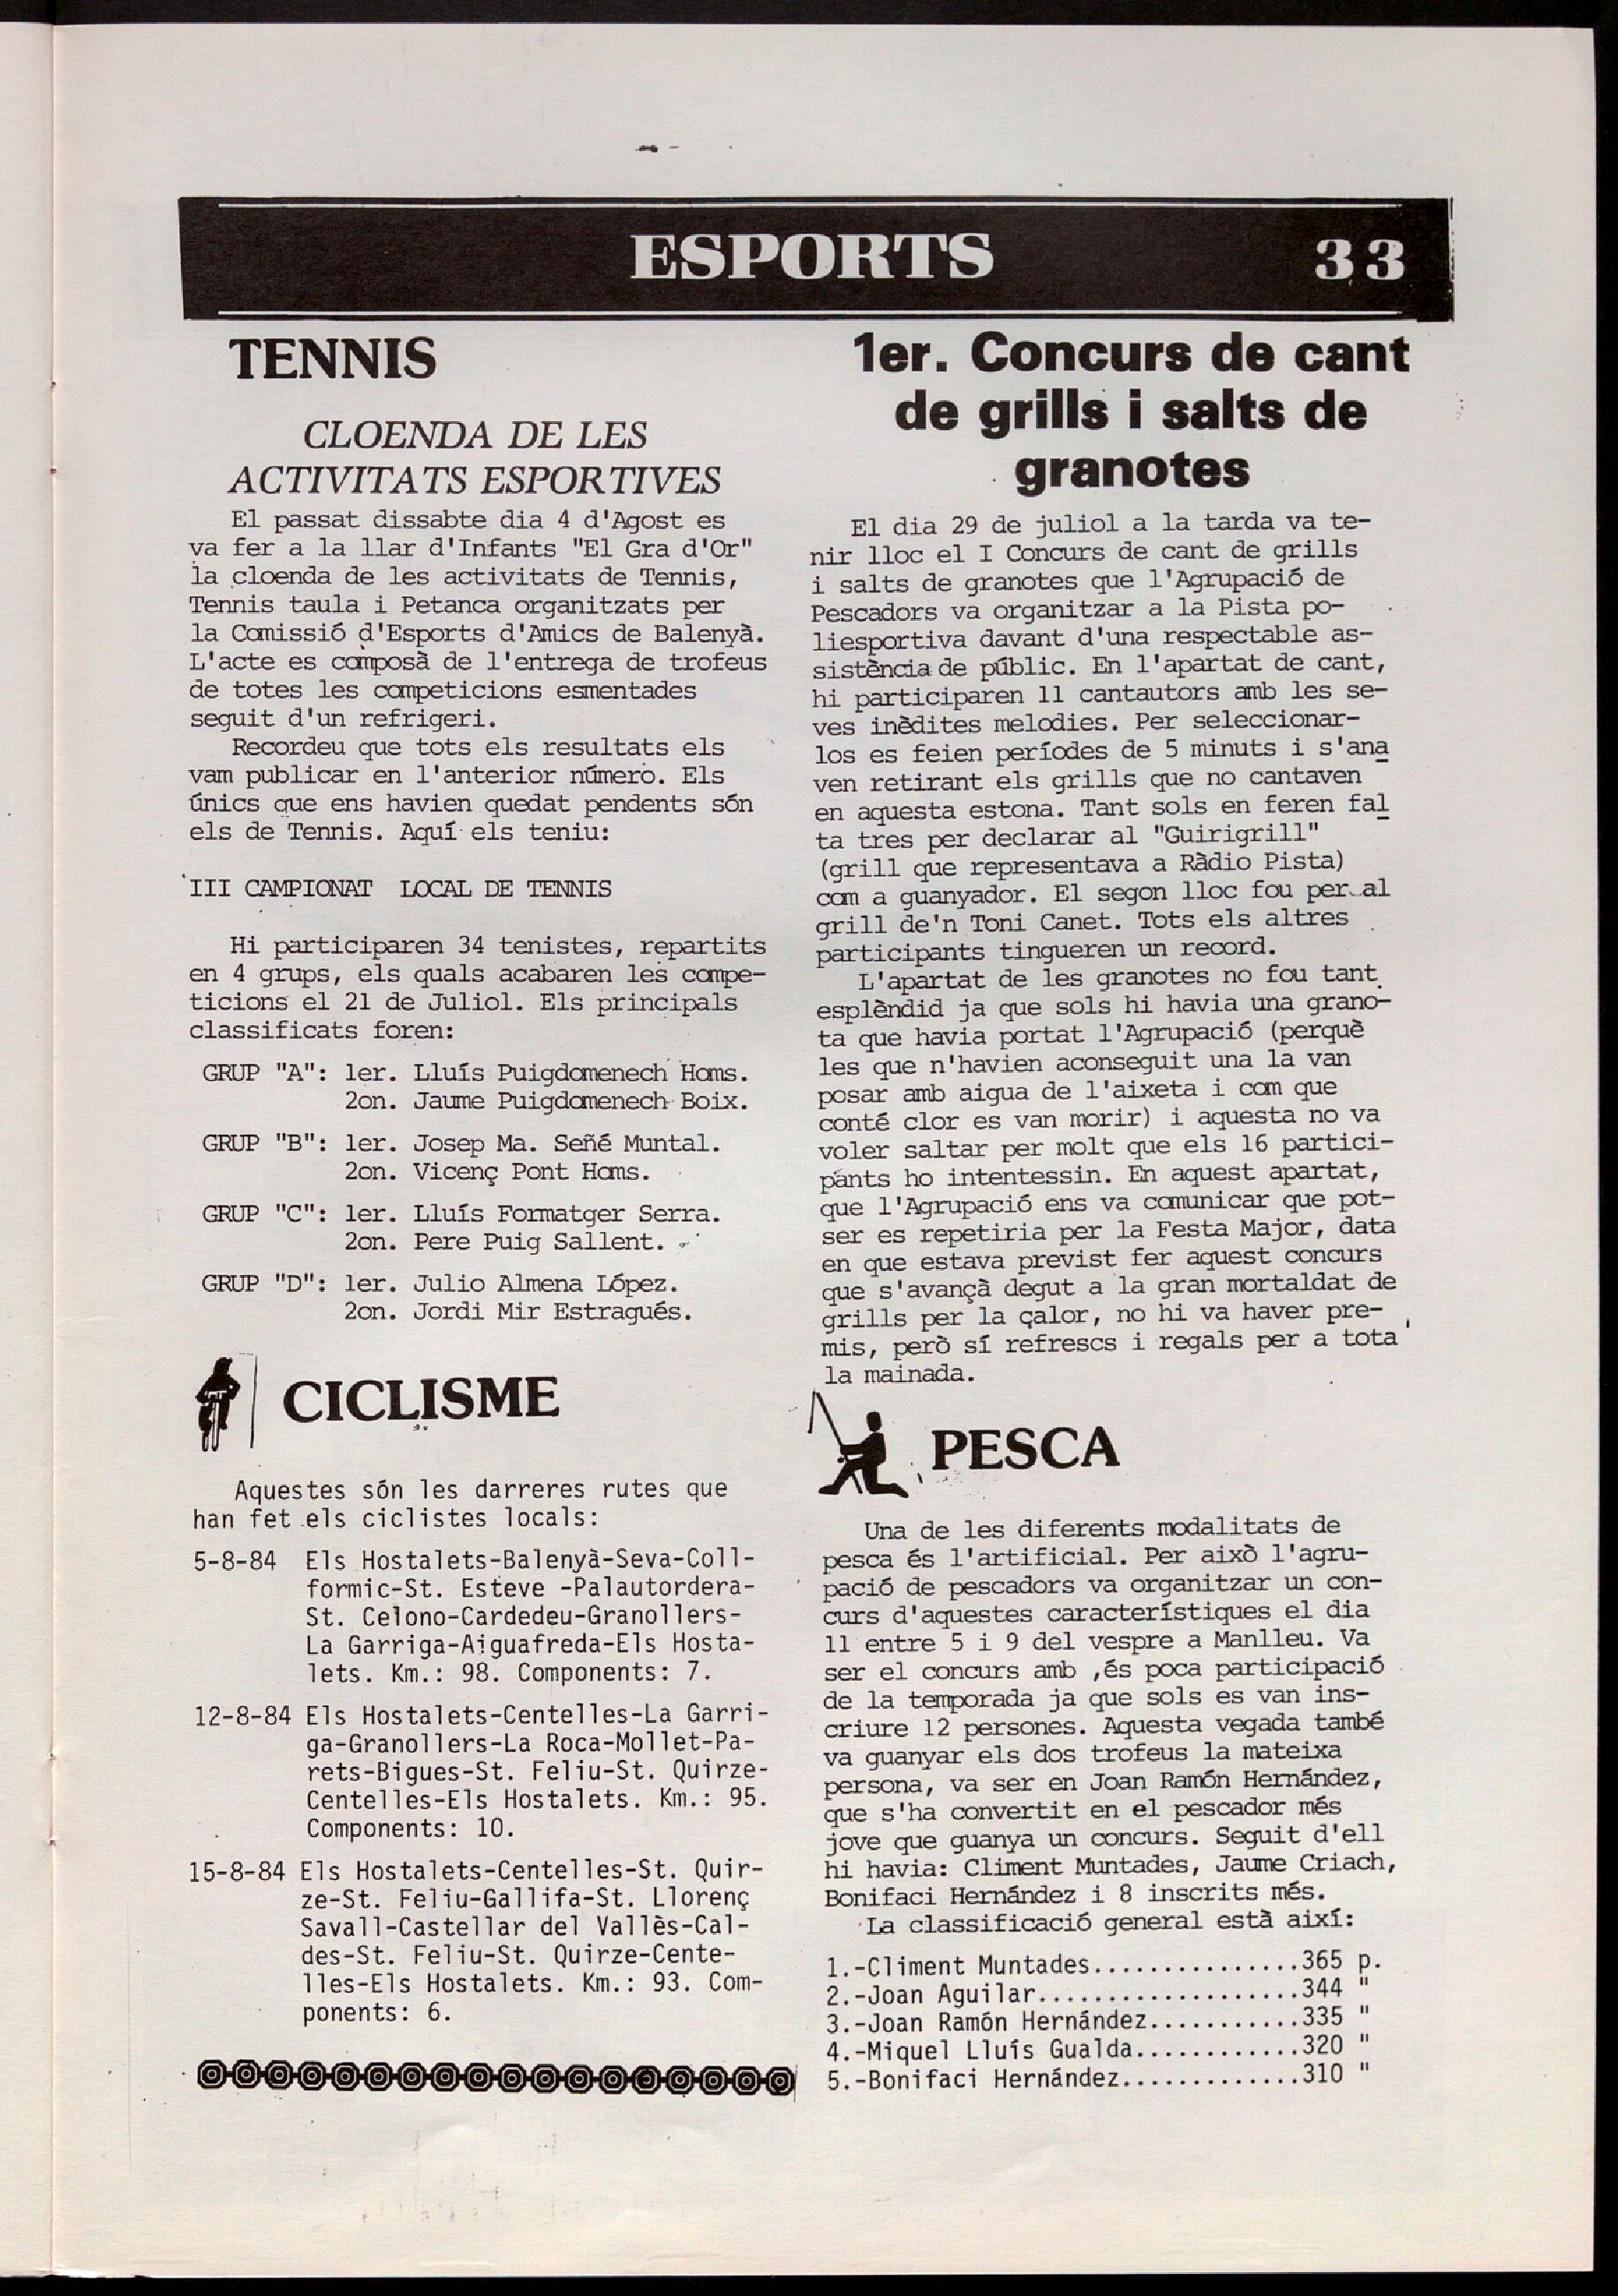 ESPORTS 33
TENNIS
CLOENDA DE LES
ACTIVITATS ESPORTIVES
El passat dissabte dia 4 d'Agost es
va fer a la llar d'Infants "El Gra d'Or"
la cloenda de les activitats de Tennis,
Tennis taula i Petanca organitzats per
la Comissió d'Esports d'Amics de Balenyà.
L'acte es composà de l'entrega de trofeus
de totes les competicions esmentades
seguit d'un refrigeri.
Recordeu que tots els resultats els
vam publicar en l'anterior número. Els
únics que ens havien quedat pendents són
els de Tennis. Aquí els teniu:
III CAMPIONAT LOCAL DE TENNIS
Hi participaren 34 tenistes, repartits
en 4 grups, els quals acabaren les compe-
ticions el 21 de Juliol. Els principals
classificats foren:
GRUP "A": 1er. Lluís Puigdomenech Homs.
2on. Jaume Puigdomenech Boix.
GRUP "B": 1er. Josep Ma. Señé Muntal.
2on. Vicenç Pont Homs.
GRUP "C": 1er. Lluís Formatger Serra.
2on. Pere Puig Sallent.
GRUP "D": 1er. Julio Almena López.
2on. Jordi Mir Estragués.
CICLISME
Aquestes són les darreres rutes que
han fet els ciclistes locals:
5-8-84 Els Hostalets-Balenyà-Seva-Coll-
formic-St. Esteve -Palautordera-
St. Celono-Cardedeu-Granollers-
La Garriga-Aiguafreda-Els Hosta-
lets. Km.: 98. Components: 7.
12-8-84 Els Hostalets-Centelles-La Garri-
ga-Granollers-La Roca-Mollet-Pa-
rets-Bigues-St. Feliu-St. Quirze-
Centelles-Els Hostalets. Km.: 95.
Components: 10.
15-8-84 Els Hostalets-Centelles-St. Quir-
ze-St. Feliu-Gallifa-St. Llorenç
Savall-Castellar del Vallès-Cal-
des-St. Feliu-St. Quirze-Cente-
lles-Els Hostalets. Km.: 93. Com-
ponents: 6.
1er. Concurs de cant
de grills i salts de
granotes
El dia 29 de juliol a la tarda va te-
nir lloc el I Concurs de cant de grills
i salts de granotes que l'Agrupació de
Pescadors va organitzar a la Pista po-
liesportiva davant d'una respectable as-
sistència de públic. En l'apartat de cant,
hi participaren 11 cantautors amb les se-
ves inèdites melodies. Per seleccionar-
los es feien períodes de 5 minuts i s'ana
ven retirant els grills que no cantaven
en aquesta estona. Tant sols en feren fal
ta tres per declarar al "Guirigrill"
(grill que representava a Ràdio Pista)
com a guanyador. El segon lloc fou per al
grill de'n Toni Canet. Tots els altres
participants tingueren un record.
L'apartat de les granotes no fou tant
esplèndid ja que sols hi havia una grano-
ta que havia portat l'Agrupació (perquè
les que n'havien aconseguit una la van
posar amb aigua de l'aixeta i com que
conté clor es van morir) i aquesta no va
voler saltar per molt que els 16 partici-
pants ho intentessin. En aquest apartat,
que l'Agrupació ens va comunicar que pot-
ser es repetiria per la Festa Major, data
en que estava previst fer aquest concurs
que s'avançà degut a la gran mortaldat de
grills per la çalor, no hi va haver pre-
mis, però sí refrescs i regals per a tota
la mainada.
PESCA
Una de les diferents modalitats de
pesca és l'artificial. Per això l'agru-
pació de pescadors va organitzar un con-
curs d'aquestes característiques el dia
11 entre 5 i 9 del vespre a Manlleu. Va
ser el concurs amb ,és poca participació
de la temporada ja que sols es van ins-
criure 12 persones. Aquesta vegada també
va guanyar els dos trofeus la mateixa
persona, va ser en Joan Ramón Hernández,
que s'ha convertit en el pescador més
jove que guanya un concurs. Seguit d'ell
hi havia: Climent Muntades, Jaume Criach,
Bonifaci Hernández i 8 inscrits més.
La classificació general està així:
1.-Climent Muntades...............365 p.
2.-Joan Aguilar...................344 "
3.-Joan Ramón Hernández...........335 "
4.-Miquel Lluís Gualda............320 "
5.-Bonifaci Hernández.............310 "